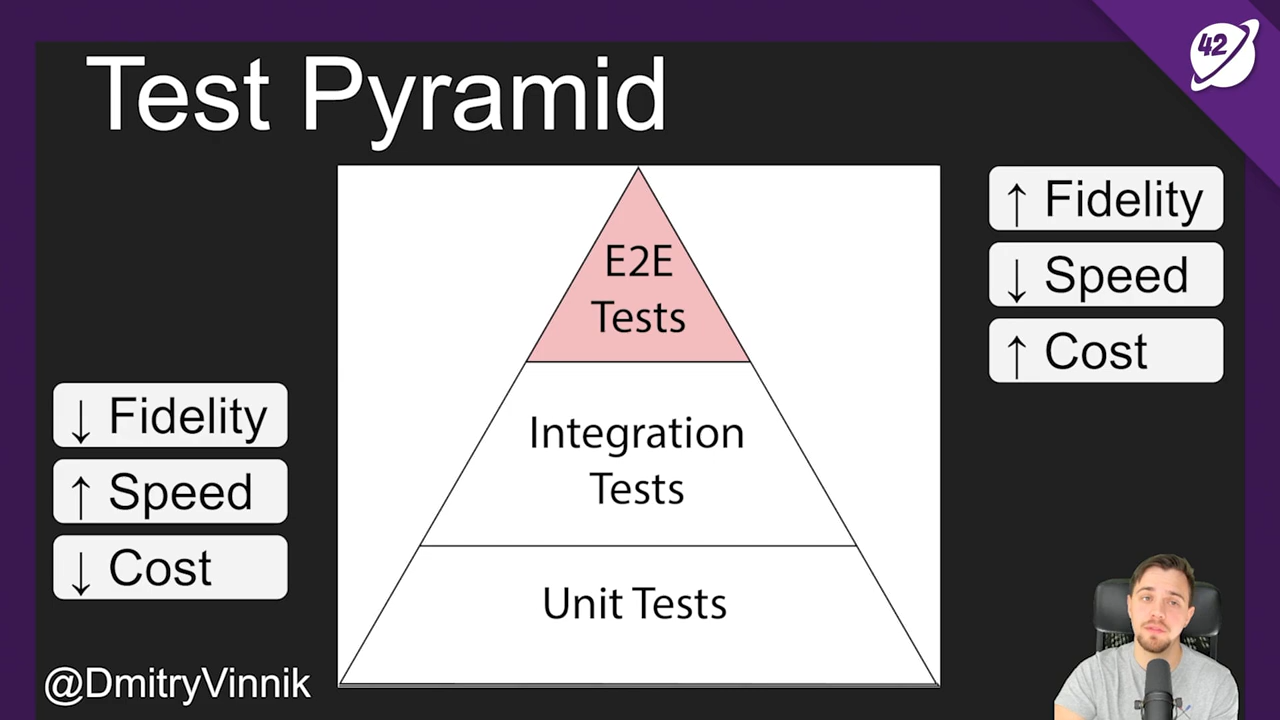 Test Pyramid
42
E2E
Tests
Integration
Tests
Unit Tests
↑ Fidelity
↓ Speed
↑ Cost
↓ Fidelity
↑ Speed
↓ Cost
@DmitryVinnik